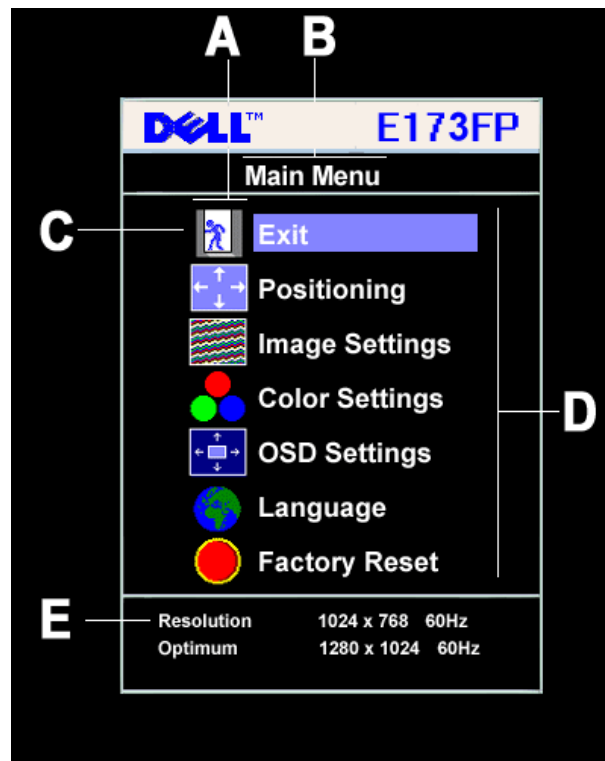 A B
DELL™ E173FP
Main Menu
C
Exit
Positioning
Image Settings
Color Settings
D
OSD Settings
Language
Factory Reset
E
Resolution 1024 x 768 60Hz
Optimum 1280 x 1024 60Hz